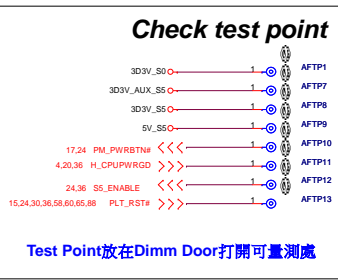 Check test point
3D3V_S0 1 AFTP1
3D3V_AUX_S5 1 AFTP7
3D3V_S5 1 AFTP8
5V_S5 1 AFTP9
17,24 PM_PWRBTN# 1 AFTP10
4,20,36 H_CPUPWRGD 1 AFTP11
24,36 S5_ENABLE 1 AFTP12
15,24,30,36,58,60,65,88 PLT_RST# 1 AFTP13
Test Point放在Dimm Door打開可量測處